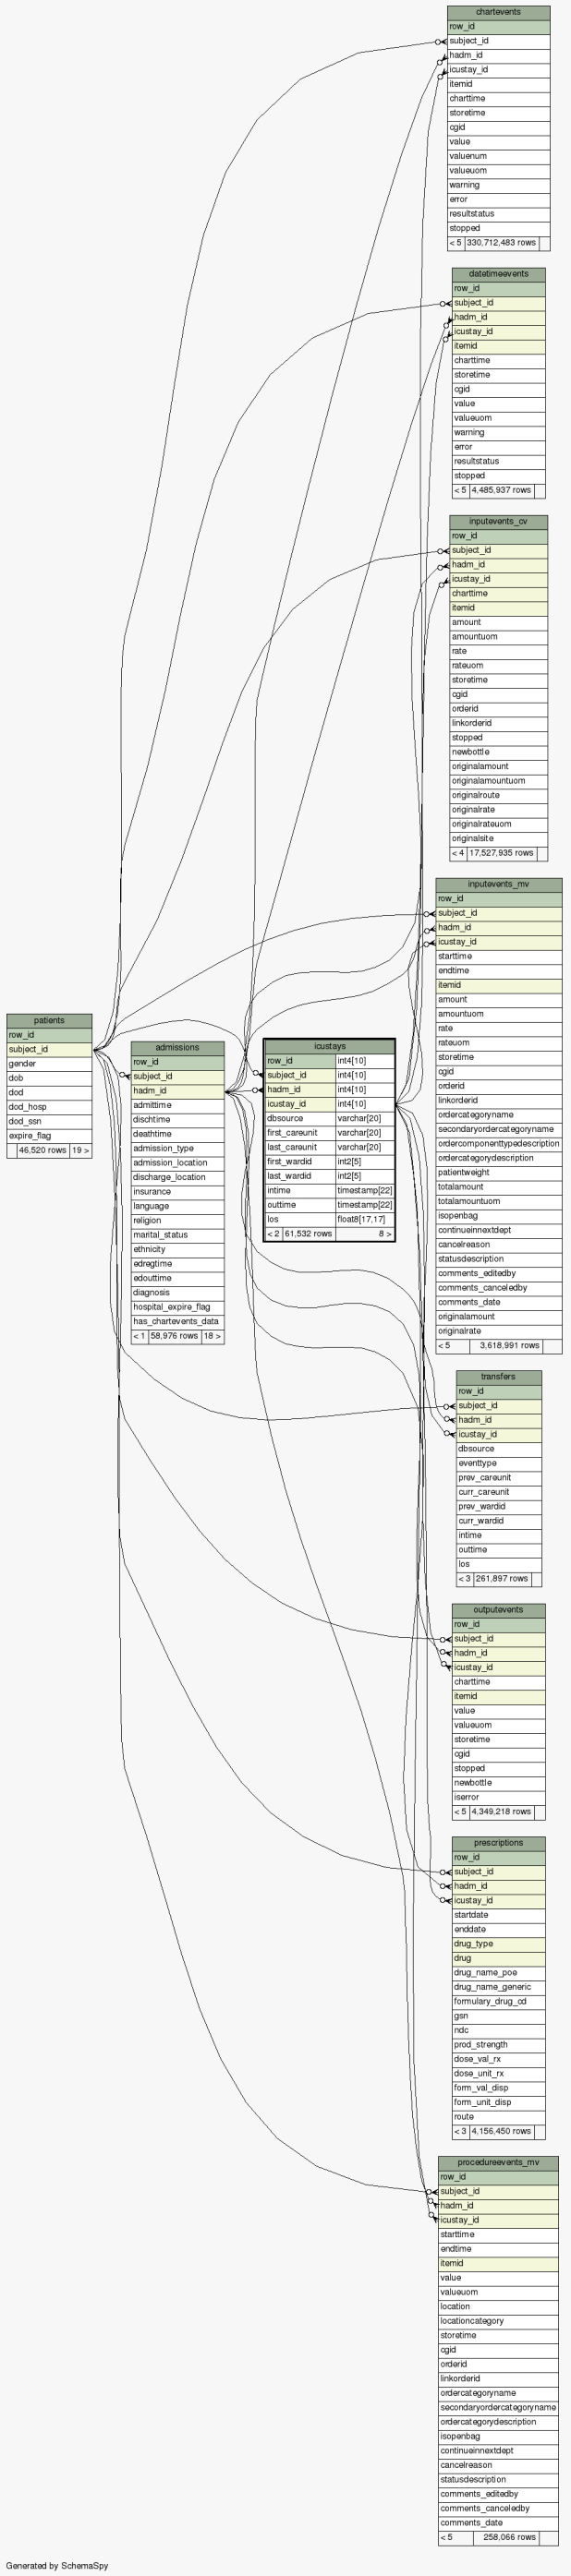 chartevents
row_id
subject_id
hadm_id
icustay_id
itemid
charttime
storetime
cgid
value
valuenum
valueuom
warning
error
resultstatus
stopped
< 5 330,712,483 rows
datetimeevents
row_id
subject_id
hadm_id
icustay_id
itemid
charttime
storetime
cgid
value
valueuom
warning
error
resultstatus
stopped
< 5 4,485,937 rows
inputevents_cv
row_id
subject_id
hadm_id
icustay_id
charttime
itemid
amount
amountuom
rate
rateuom
storetime
cgid
orderid
linkorderid
stopped
newbottle
originalamount
originalamountuom
originalroute
originalrate
originalrateuom
originalsite
< 4 17,527,935 rows
inputevents_mv
row_id
subject_id
hadm_id
icustay_id
starttime
endtime
itemid
amount
amountuom
rate
rateuom
storetime
cgid
orderid
linkorderid
ordercategoryname
secondaryordercategoryname
ordercomponenttypedescription
ordercategorydescription
patientweight
totalamount
totalamountuom
isopenbag
continueinnextdept
cancelreason
statusdescription
comments_editedby
comments_canceledby
comments_date
originalamount
originalrate
< 5 3,618,991 rows
patients
row_id
subject_id
gender
dob
dod
dod_hosp
dod_ssn
expire_flag
46,520 rows 19 >
admissions
row_id
subject_id
hadm_id
admittime
dischtime
deathtime
admission_type
admission_location
discharge_location
insurance
language
religion
marital_status
ethnicity
edregtime
edouttime
diagnosis
hospital_expire_flag
has_chartevents_data
< 1 58,976 rows 18 >
icustays
row_id int4[10]
subject_id int4[10]
hadm_id int4[10]
icustay_id int4[10]
dbsource varchar[20]
first_careunit varchar[20]
last_careunit varchar[20]
first_wardid int2[5]
last_wardid int2[5]
intime timestamp[22]
outtime timestamp[22]
los float8[17,17]
< 2 61,532 rows 8 >
transfers
row_id
subject_id
hadm_id
icustay_id
dbsource
eventtype
prev_careunit
curr_careunit
prev_wardid
curr_wardid
intime
outtime
los
< 3 261,897 rows
outputevents
row_id
subject_id
hadm_id
icustay_id
charttime
itemid
value
valueuom
storetime
cgid
stopped
newbottle
iserror
< 5 4,349,218 rows
prescriptions
row_id
subject_id
hadm_id
icustay_id
startdate
enddate
drug_type
drug
drug_name_poe
drug_name_generic
formulary_drug_cd
gsn
ndc
prod_strength
dose_val_rx
dose_unit_rx
form_val_disp
form_unit_disp
route
< 3 4,156,450 rows
procedureevents_mv
row_id
subject_id
hadm_id
icustay_id
starttime
endtime
itemid
value
valueuom
location
locationcategory
storetime
cgid
orderid
linkorderid
ordercategoryname
secondaryordercategoryname
ordercategorydescription
isopenbag
continueinnextdept
cancelreason
statusdescription
comments_editedby
comments_canceledby
comments_date
< 5 258,066 rows
Generated by SchemaSpy